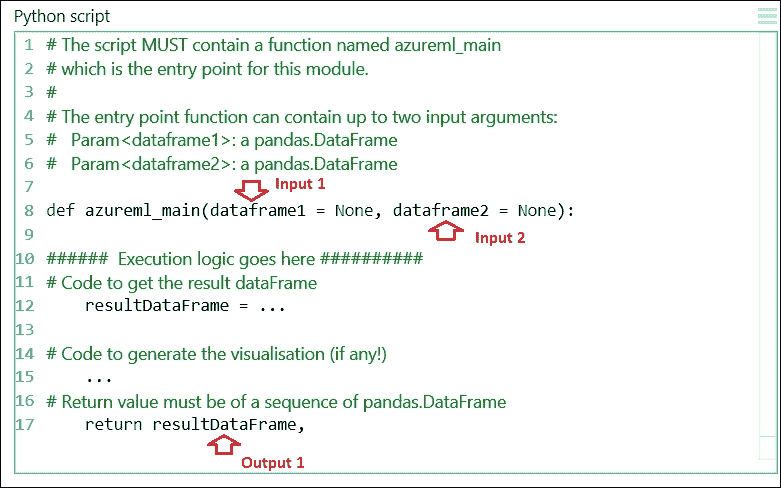 Python script
1 # The script MUST contain a function named azureml_main
2 # which is the entry point for this module.
3 #
4 # The entry point function can contain up to two input arguments:
5 #   Param<dataframe1>: a pandas.DataFrame
6 #   Param<dataframe2>: a pandas.DataFrame
7
Input 1
8 def azureml_main(dataframe1 = None, dataframe2 = None):
9
Input 2
10 ###### Execution logic goes here ##########
11 # Code to get the result dataFrame
12     resultDataFrame = ...
13
14 # Code to generate the visualisation (if any!)
15     ...
16 # Return value must be of a sequence of pandas.DataFrame
17     return resultDataFrame,
Output 1